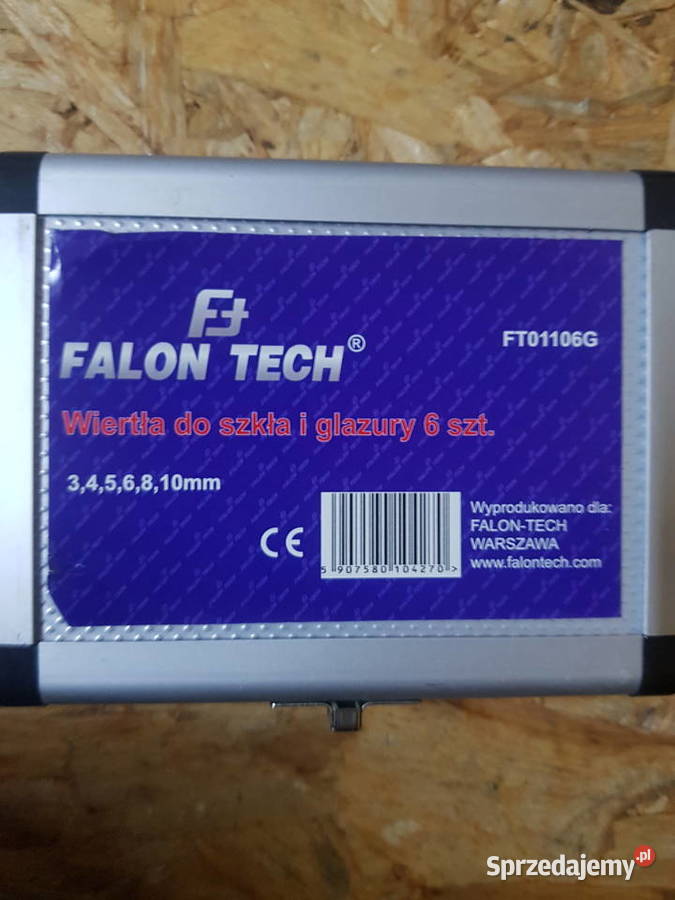 FALON TECH®
FT01106G
Wiertła do szkła i glazury 6 szt.
3,4,5,6,8,10mm
CE
5 907580 104270 >
Wyprodukowano dla:
FALON-TECH
WARSZAWA
www.falontech.com
Sprzedajemy.pl